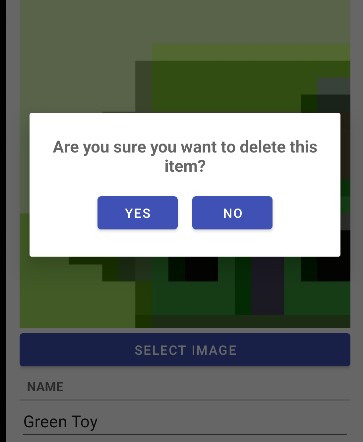 Are you sure you want to delete this
item?
YES NO
SELECT IMAGE
NAME
Green Toy